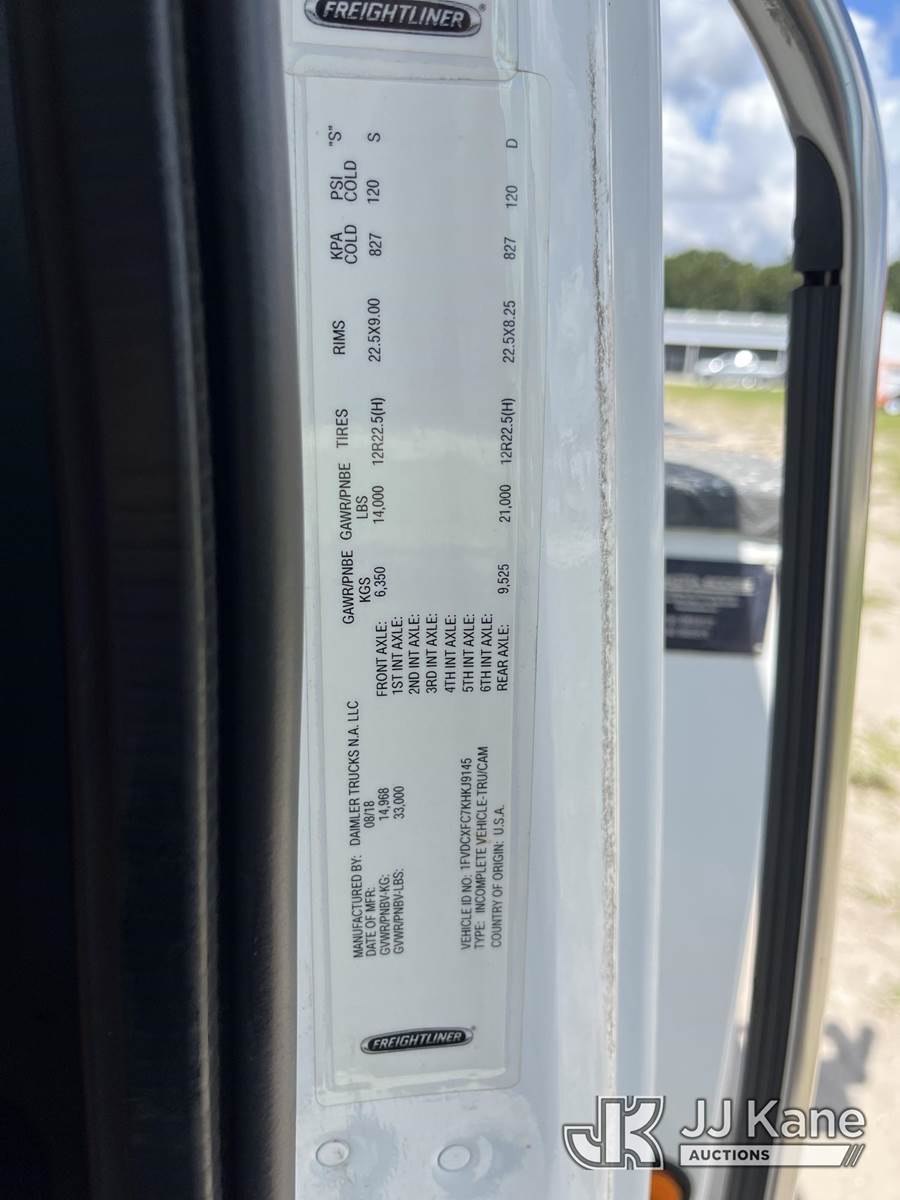 FREIGHTLINER
FREIGHTLINER
MANUFACTURED BY: DAIMLER TRUCKS N.A. LLC
DATE OF MFR: 08/18
GVWR/PNBV-KG: 14,968
GVWR/PNBV-LBS: 33,000
VEHICLE ID NO: 1FVDCXFC7KHKJ9145
TYPE: INCOMPLETE VEHICLE-TRU/CAM
COUNTRY OF ORIGIN: U.S.A.
GAWR/PNBE GAWR/PNBE TIRES RIMS KPA PSI "S"
KGS LBS COLD COLD
FRONT AXLE: 6,350 14,000 12R22.5(H) 22.5X9.00 827 120 S
1ST INT AXLE:
2ND INT AXLE:
3RD INT AXLE:
4TH INT AXLE:
5TH INT AXLE:
6TH INT AXLE:
REAR AXLE: 9,525 21,000 12R22.5(H) 22.5X8.25 827 120 D
JK JJ Kane
AUCTIONS